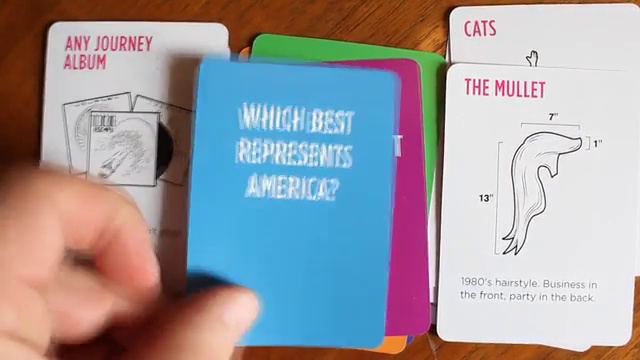 ANY JOURNEY
ALBUM
WHICH BEST
REPRESENTS
AMERICA?
CATS
THE MULLET
7"
1"
13"
1980's hairstyle. Business in
the front, party in the back.